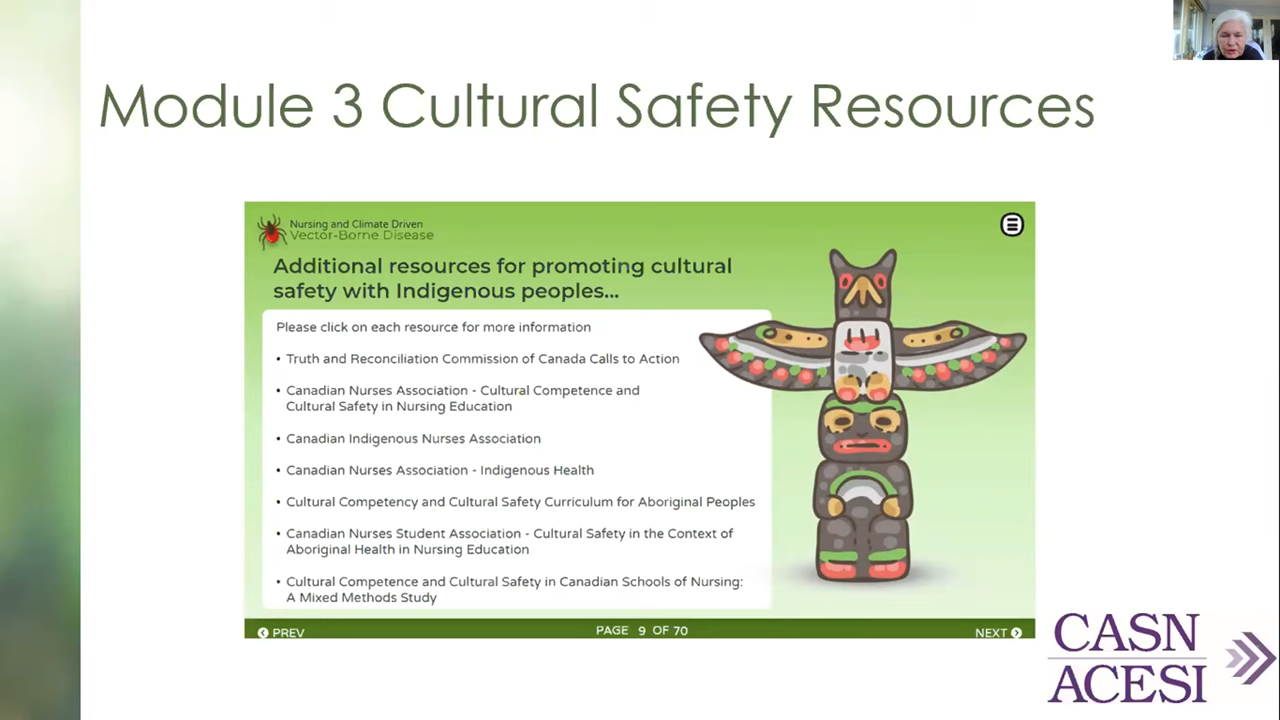 Module 3 Cultural Safety Resources
Nursing and Climate Driven
Vector-Borne Disease
Additional resources for promoting cultural
safety with Indigenous peoples...
Please click on each resource for more information
• Truth and Reconciliation Commission of Canada Calls to Action
• Canadian Nurses Association - Cultural Competence and
Cultural Safety in Nursing Education
• Canadian Indigenous Nurses Association
• Canadian Nurses Association - Indigenous Health
• Cultural Competency and Cultural Safety Curriculum for Aboriginal Peoples
• Canadian Nurses Student Association - Cultural Safety in the Context of
Aboriginal Health in Nursing Education
• Cultural Competence and Cultural Safety in Canadian Schools of Nursing:
A Mixed Methods Study
PREV
PAGE 9 OF 70
NEXT
CASN
ACESI